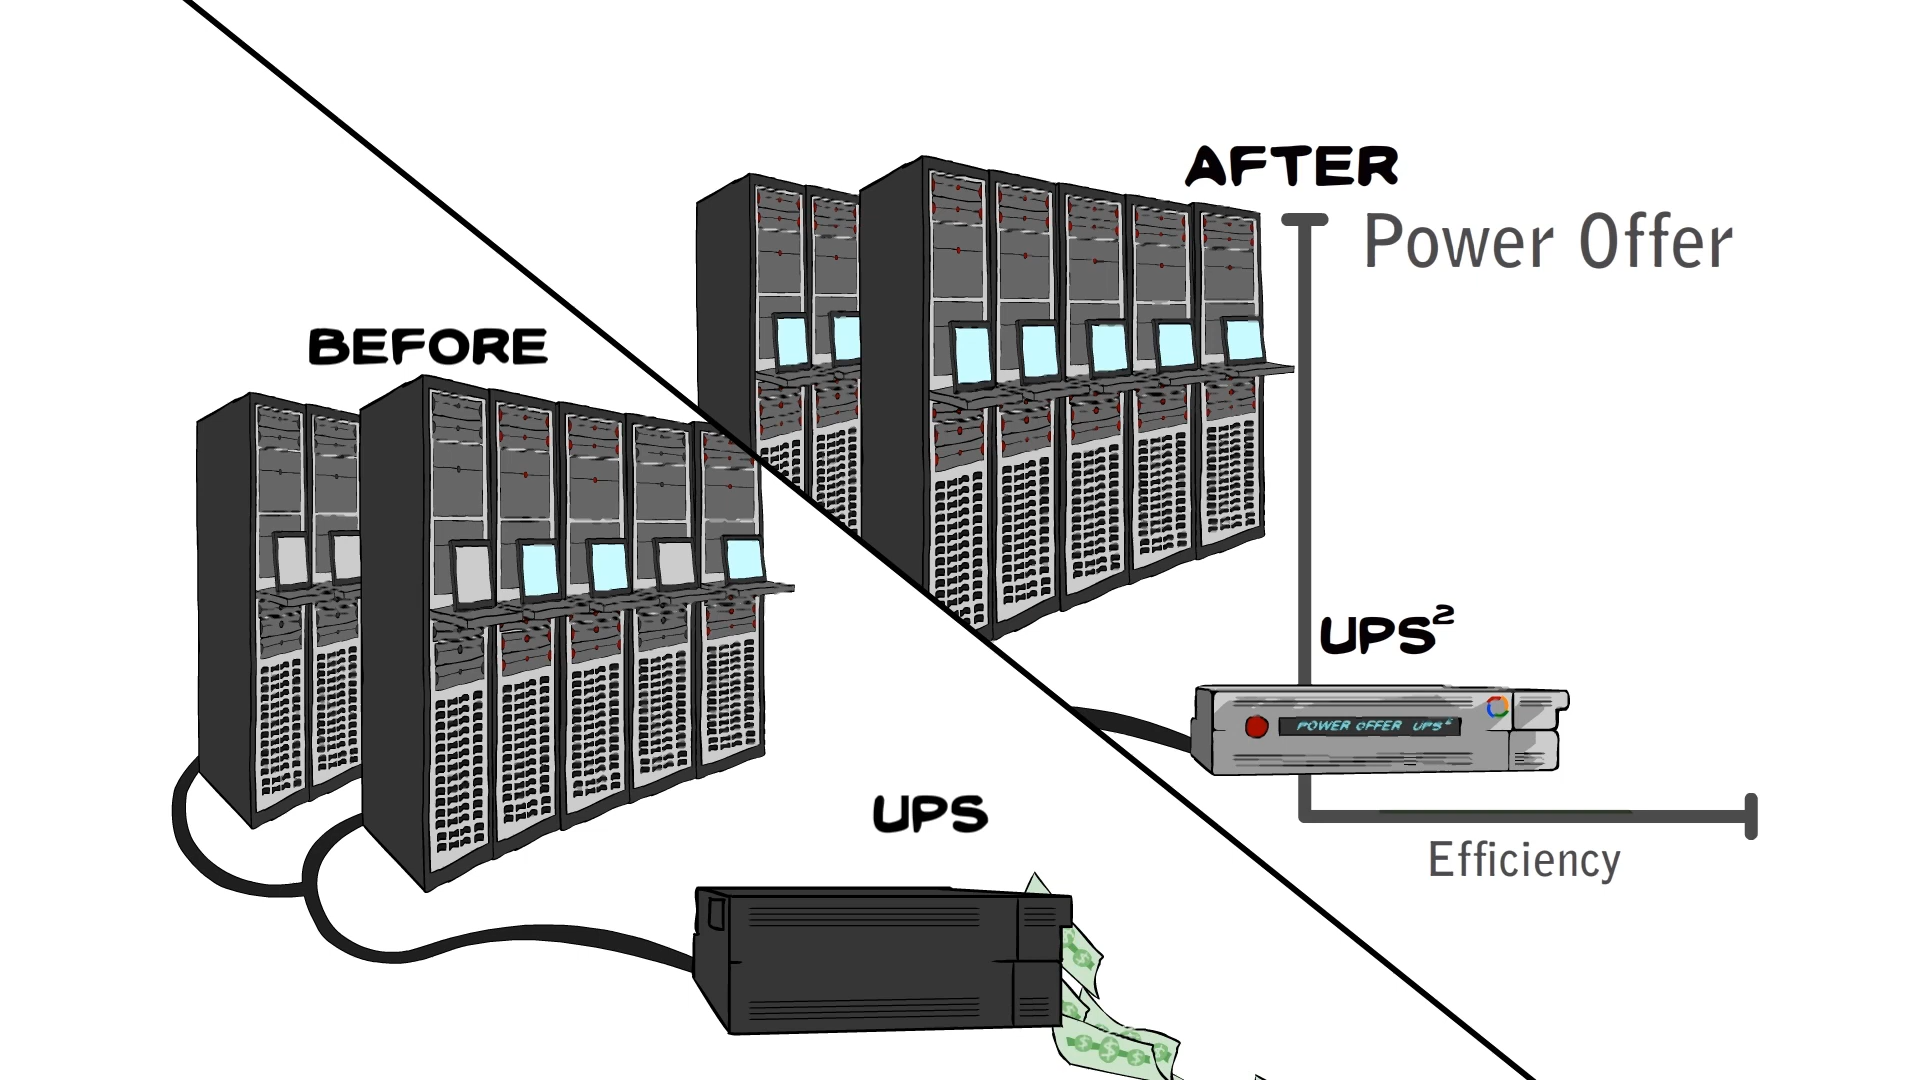 AFTER
Power Offer
BEFORE
UPS²
POWER OFFER UPS²
UPS
Efficiency